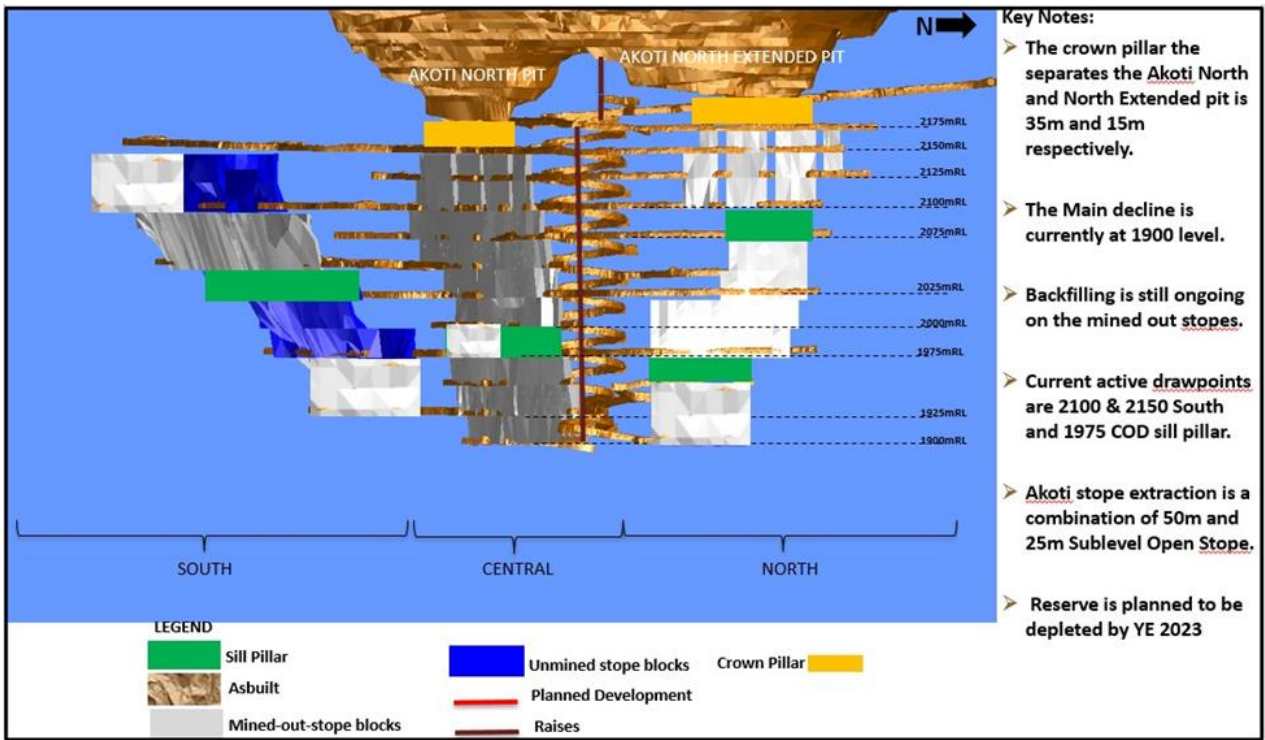 N
AKOTI NORTH EXTENDED PIT
AKOTI NORTH PIT
2175mRL
2150mRL
2125mRL
2100mRL
2075mRL
2025mRL
2000mRL
1975mRL
1925mRL
1900mRL
SOUTH
CENTRAL
NORTH
LEGEND
Sill Pillar
Asbuilt
Mined-out-stope blocks
Unmined stope blocks
Planned Development
Raises
Crown Pillar
Key Notes:
The crown pillar the
separates the Akoti North
and North Extended pit is
35m and 15m
respectively.
The Main decline is
currently at 1900 level.
Backfilling is still ongoing
on the mined out stopes.
Current active drawpoints
are 2100 & 2150 South
and 1975 COD sill pillar.
Akoti stope extraction is a
combination of 50m and
25m Sublevel Open Stope.
Reserve is planned to be
depleted by YE 2023